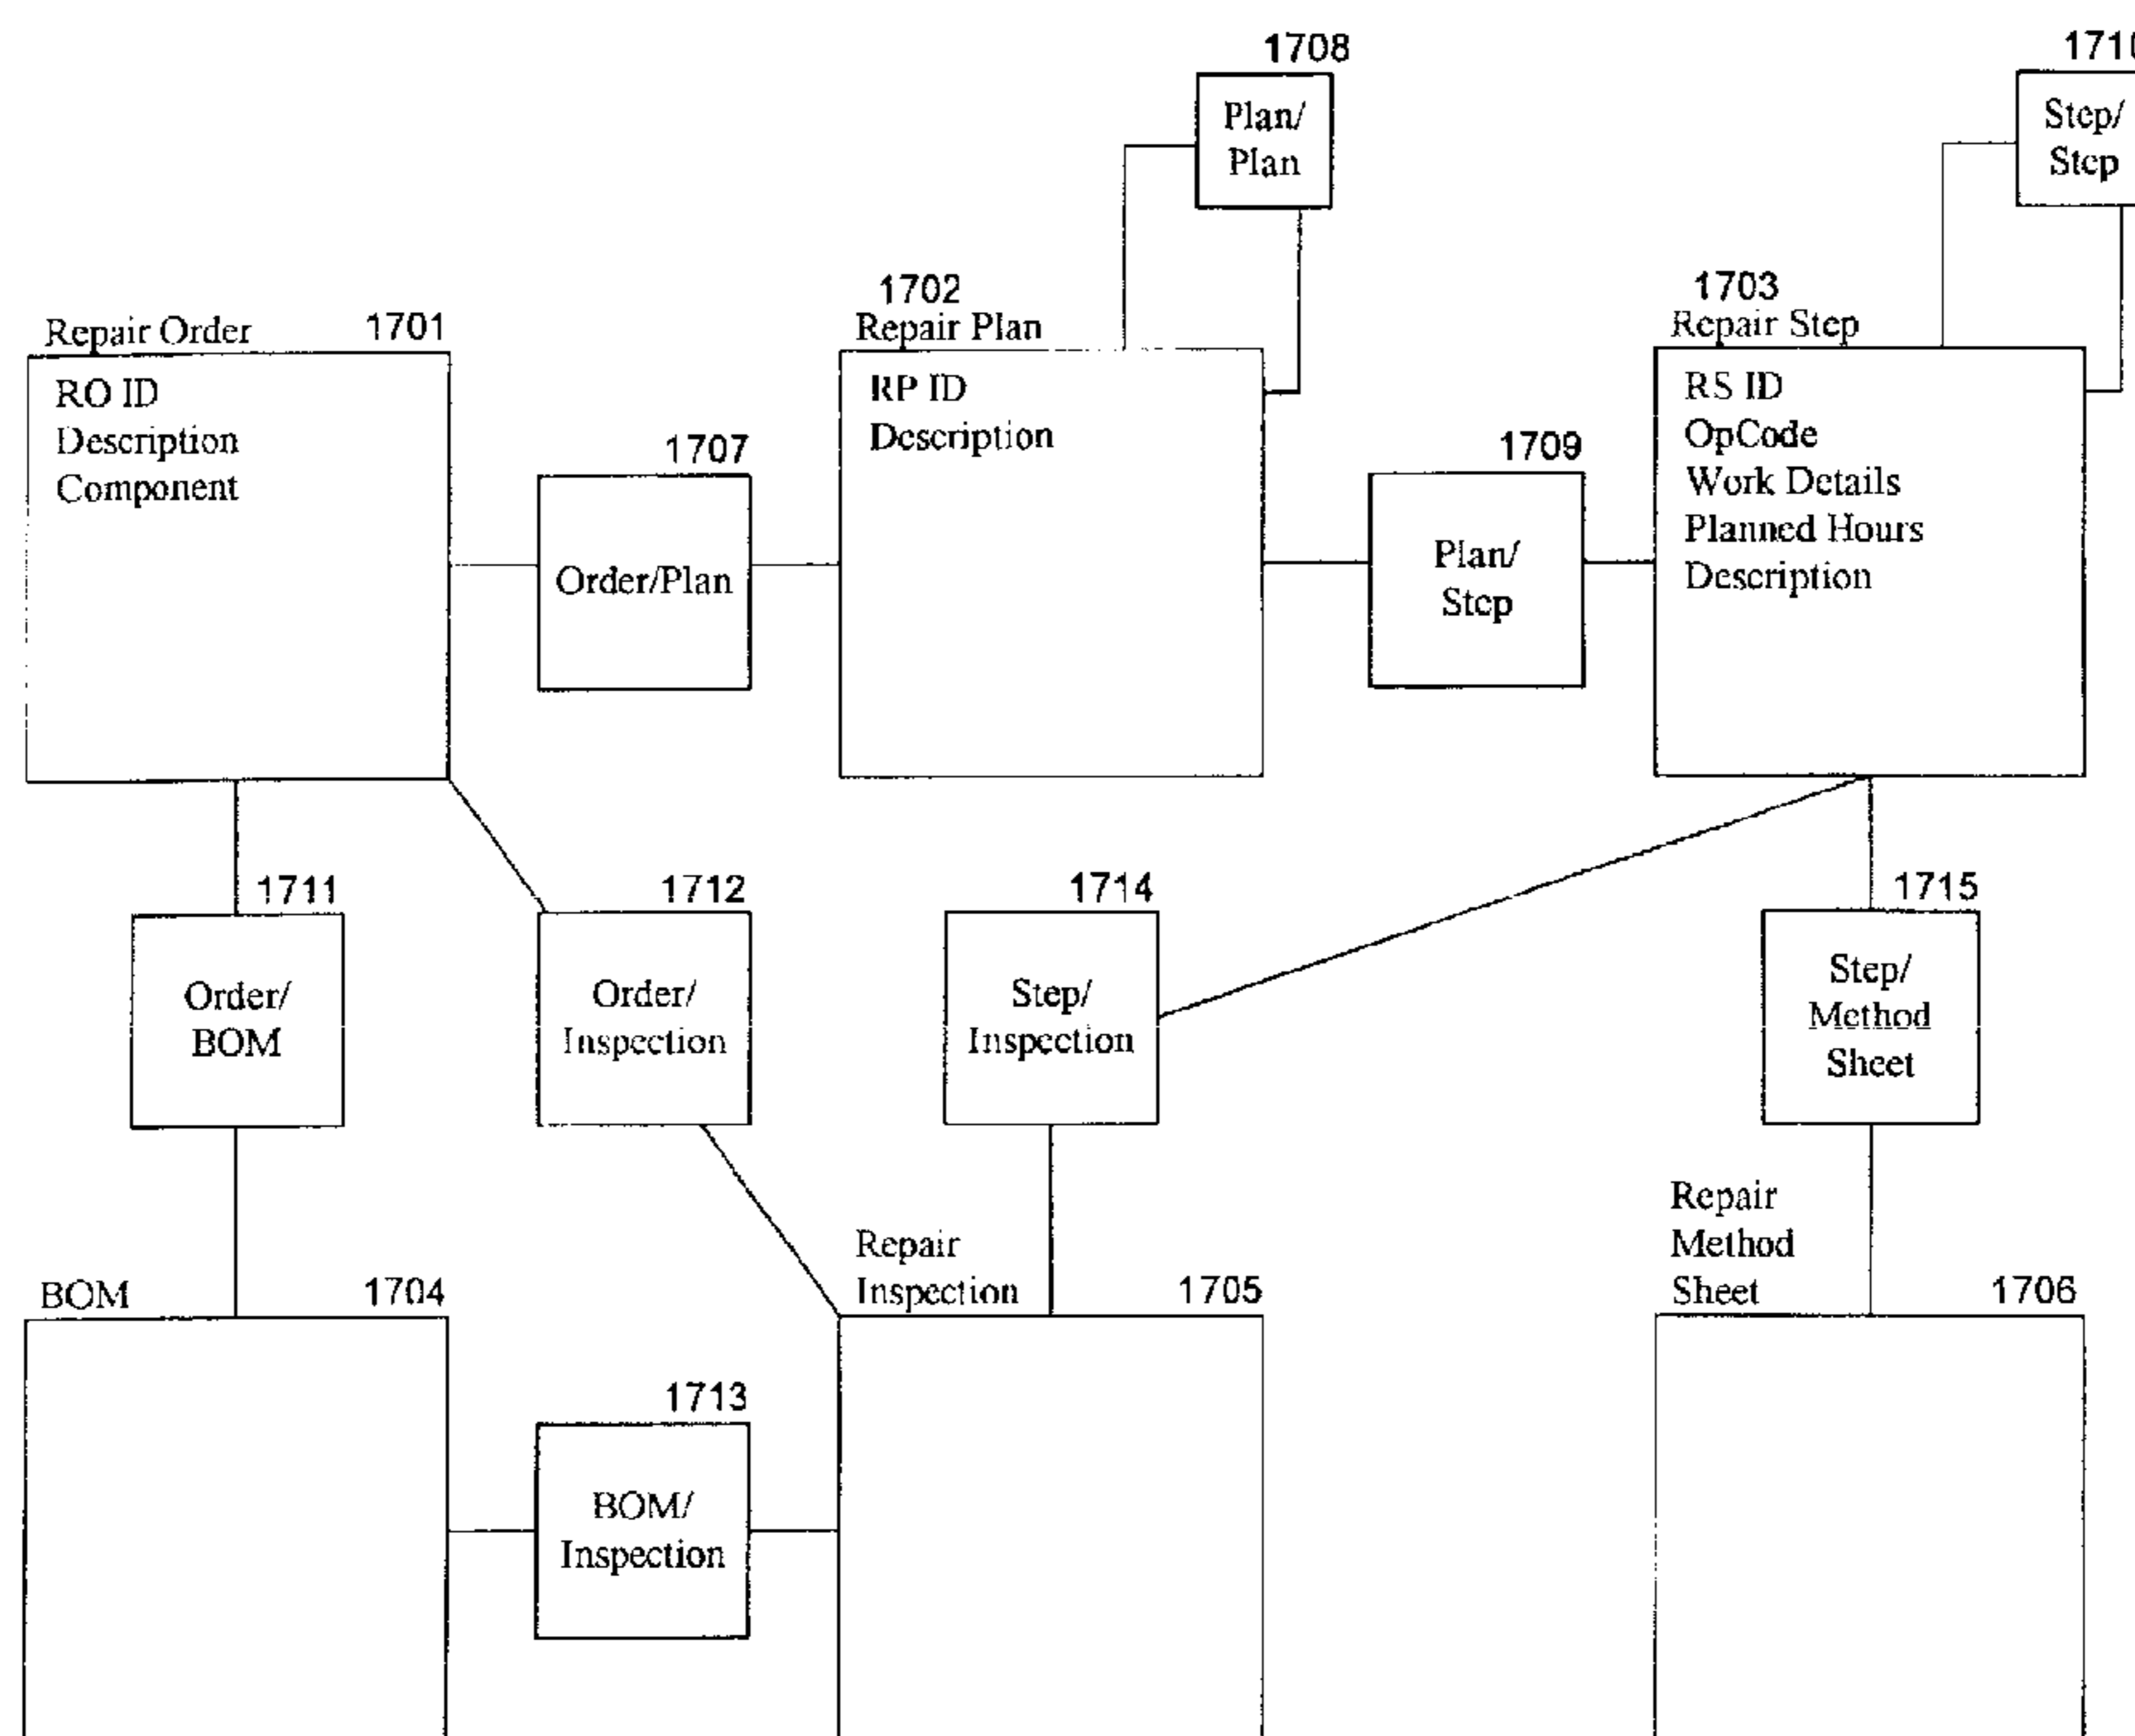 1708
Plan/
Plan
Step/
Step
Repair Order 1701
RO ID
Description
Component
1707
Order/Plan
1702
Repair Plan
RP ID
Description
1709
Plan/
Step
1703
Repair Step
RS ID
OpCode
Work Details
Planned Hours
Description
1711
Order/
BOM
1712
Order/
Inspection
1714
Step/
Inspection
1715
Step/
Method
Sheet
BOM 1704
1713
BOM/
Inspection
Repair
Inspection 1705
Repair
Method
Sheet 1706